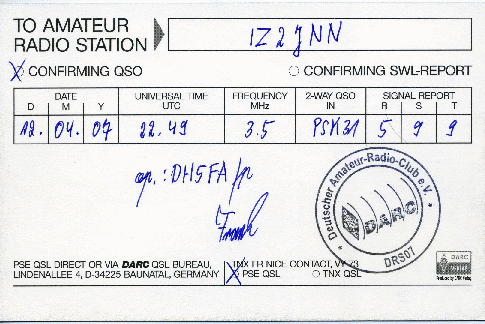 TO AMATEUR
RADIO STATION
IZ2JNN
X CONFIRMING QSO ○ CONFIRMING SWL-REPORT
DATE UNIVERSAL TIME FREQUENCY 2-WAY QSO SIGNAL REPORT
D M Y UTC MHz IN R S T
12. 04. 07 22.49 3.5 PSK31 5 9 9
op.: DH5FA/p
Frank
Deutscher Amateur-Radio-Club e.V.
DARC
DRS07
PSE QSL DIRECT OR VIA DARC QSL BUREAU,
LINDENALLEE 4, D-34225 BAUNATAL, GERMANY
TNX FR NICE CONTACT, VY 73
X PSE QSL ○ TNX QSL
DARC